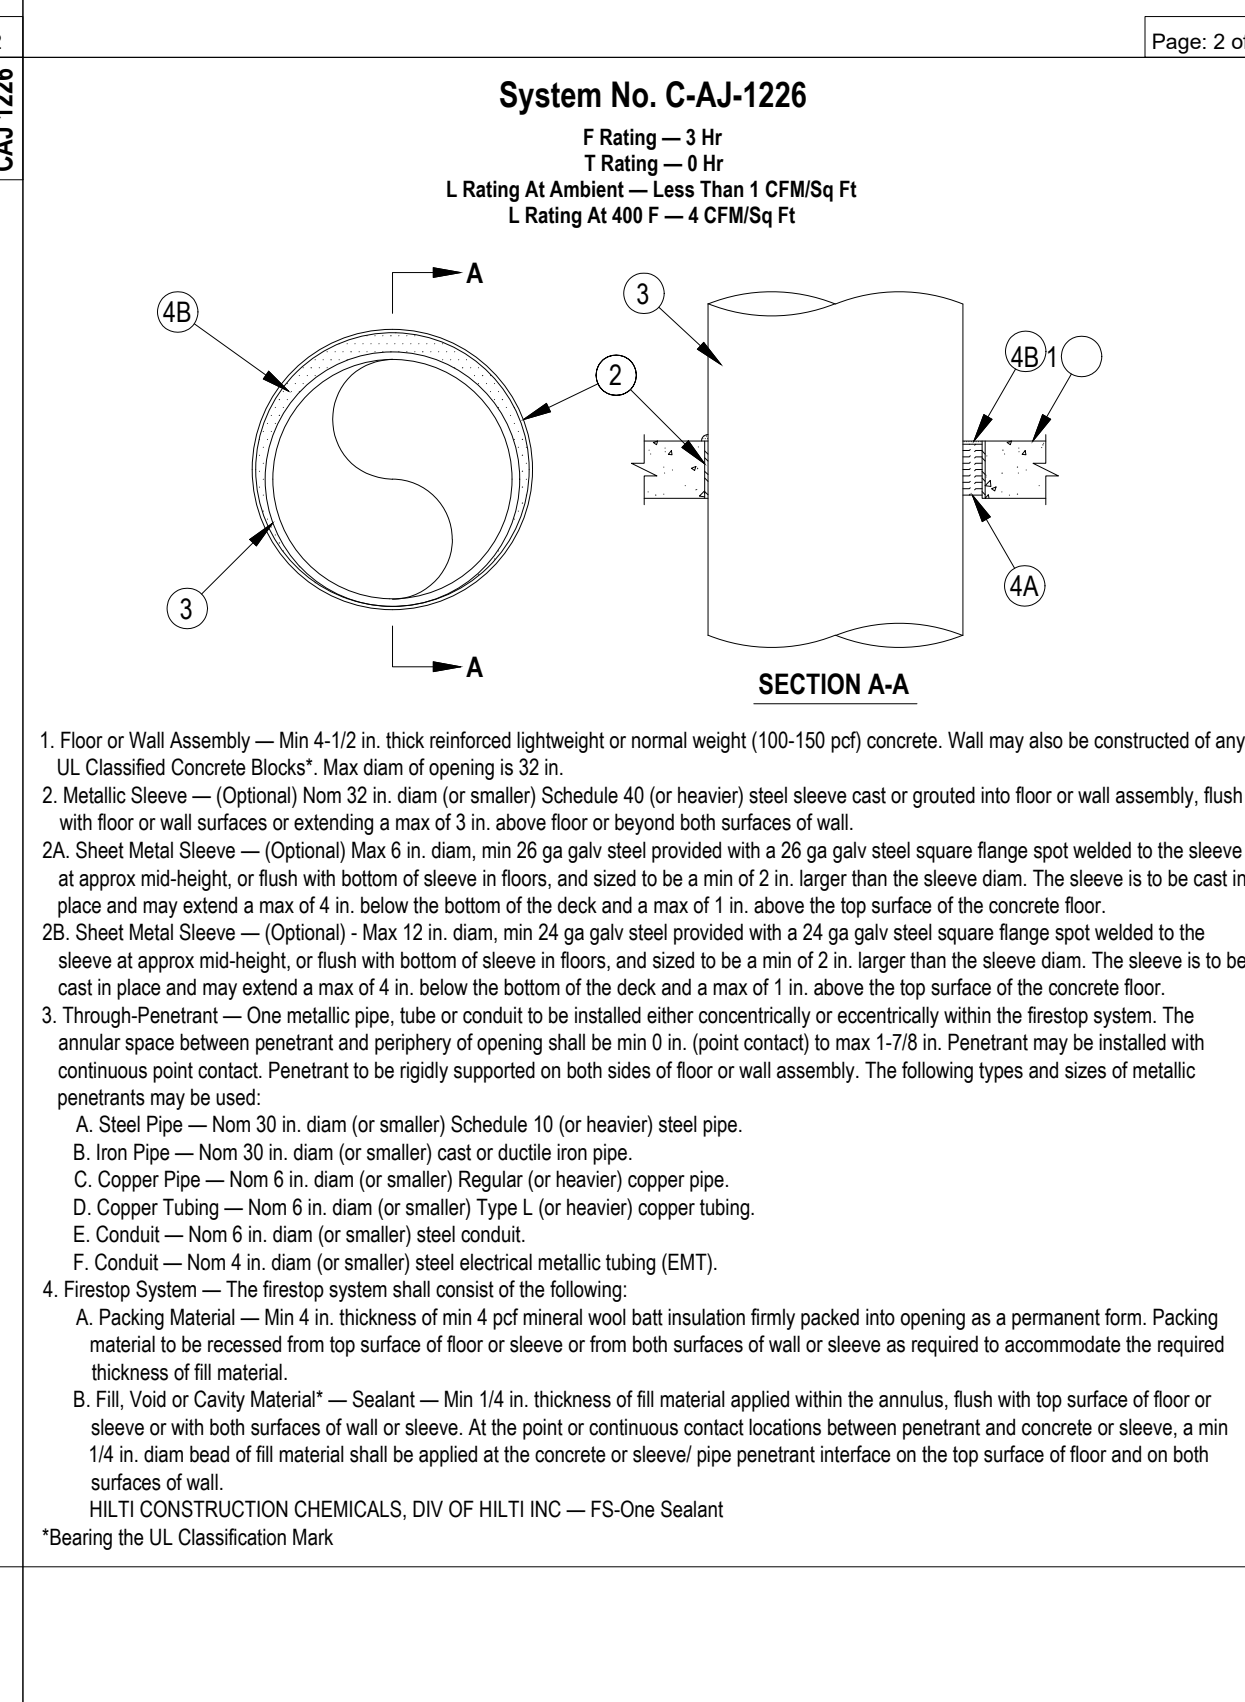 2
Page: 2 of
CAJ 1226
System No. C-AJ-1226
F Rating — 3 Hr
T Rating — 0 Hr
L Rating At Ambient — Less Than 1 CFM/Sq Ft
L Rating At 400 F — 4 CFM/Sq Ft
A
4B
3
4B
1
2
3
4A
A
SECTION A-A
1. Floor or Wall Assembly — Min 4-1/2 in. thick reinforced lightweight or normal weight (100-150 pcf) concrete. Wall may also be constructed of any
UL Classified Concrete Blocks*. Max diam of opening is 32 in.
2. Metallic Sleeve — (Optional) Nom 32 in. diam (or smaller) Schedule 40 (or heavier) steel sleeve cast or grouted into floor or wall assembly, flush
with floor or wall surfaces or extending a max of 3 in. above floor or beyond both surfaces of wall.
2A. Sheet Metal Sleeve — (Optional) Max 6 in. diam, min 26 ga galv steel provided with a 26 ga galv steel square flange spot welded to the sleeve
at approx mid-height, or flush with bottom of sleeve in floors, and sized to be a min of 2 in. larger than the sleeve diam. The sleeve is to be cast in
place and may extend a max of 4 in. below the bottom of the deck and a max of 1 in. above the top surface of the concrete floor.
2B. Sheet Metal Sleeve — (Optional) - Max 12 in. diam, min 24 ga galv steel provided with a 24 ga galv steel square flange spot welded to the
sleeve at approx mid-height, or flush with bottom of sleeve in floors, and sized to be a min of 2 in. larger than the sleeve diam. The sleeve is to be
cast in place and may extend a max of 4 in. below the bottom of the deck and a max of 1 in. above the top surface of the concrete floor.
3. Through-Penetrant — One metallic pipe, tube or conduit to be installed either concentrically or eccentrically within the firestop system. The
annular space between penetrant and periphery of opening shall be min 0 in. (point contact) to max 1-7/8 in. Penetrant may be installed with
continuous point contact. Penetrant to be rigidly supported on both sides of floor or wall assembly. The following types and sizes of metallic
penetrants may be used:
A. Steel Pipe — Nom 30 in. diam (or smaller) Schedule 10 (or heavier) steel pipe.
B. Iron Pipe — Nom 30 in. diam (or smaller) cast or ductile iron pipe.
C. Copper Pipe — Nom 6 in. diam (or smaller) Regular (or heavier) copper pipe.
D. Copper Tubing — Nom 6 in. diam (or smaller) Type L (or heavier) copper tubing.
E. Conduit — Nom 6 in. diam (or smaller) steel conduit.
F. Conduit — Nom 4 in. diam (or smaller) steel electrical metallic tubing (EMT).
4. Firestop System — The firestop system shall consist of the following:
A. Packing Material — Min 4 in. thickness of min 4 pcf mineral wool batt insulation firmly packed into opening as a permanent form. Packing
material to be recessed from top surface of floor or sleeve or from both surfaces of wall or sleeve as required to accommodate the required
thickness of fill material.
B. Fill, Void or Cavity Material* — Sealant — Min 1/4 in. thickness of fill material applied within the annulus, flush with top surface of floor or
sleeve or with both surfaces of wall or sleeve. At the point or continuous contact locations between penetrant and concrete or sleeve, a min
1/4 in. diam bead of fill material shall be applied at the concrete or sleeve/ pipe penetrant interface on the top surface of floor and on both
surfaces of wall.
HILTI CONSTRUCTION CHEMICALS, DIV OF HILTI INC — FS-One Sealant
*Bearing the UL Classification Mark